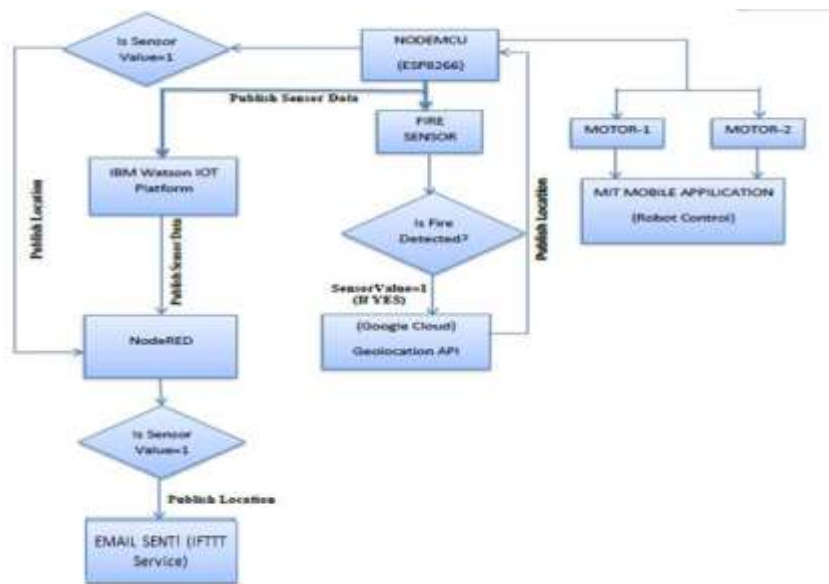 Is Sensor
Value=1
NODEMCU
(ESP8266)
Publish Sensor Data
FIRE
SENSOR
MOTOR-1
MOTOR-2
IBM Watson IOT
Platform
MIT MOBILE APPILICATION
(Robot Control)
Publish Location
Publish Sensor Data
Is Fire
Detected?
Publish Location
SensorValue=1
(If YES)
(Google Cloud)
Geolocation API
NodeRED
Is Sensor
Value=1
Publish Location
EMAIL SENT! (IFTTT
Service)